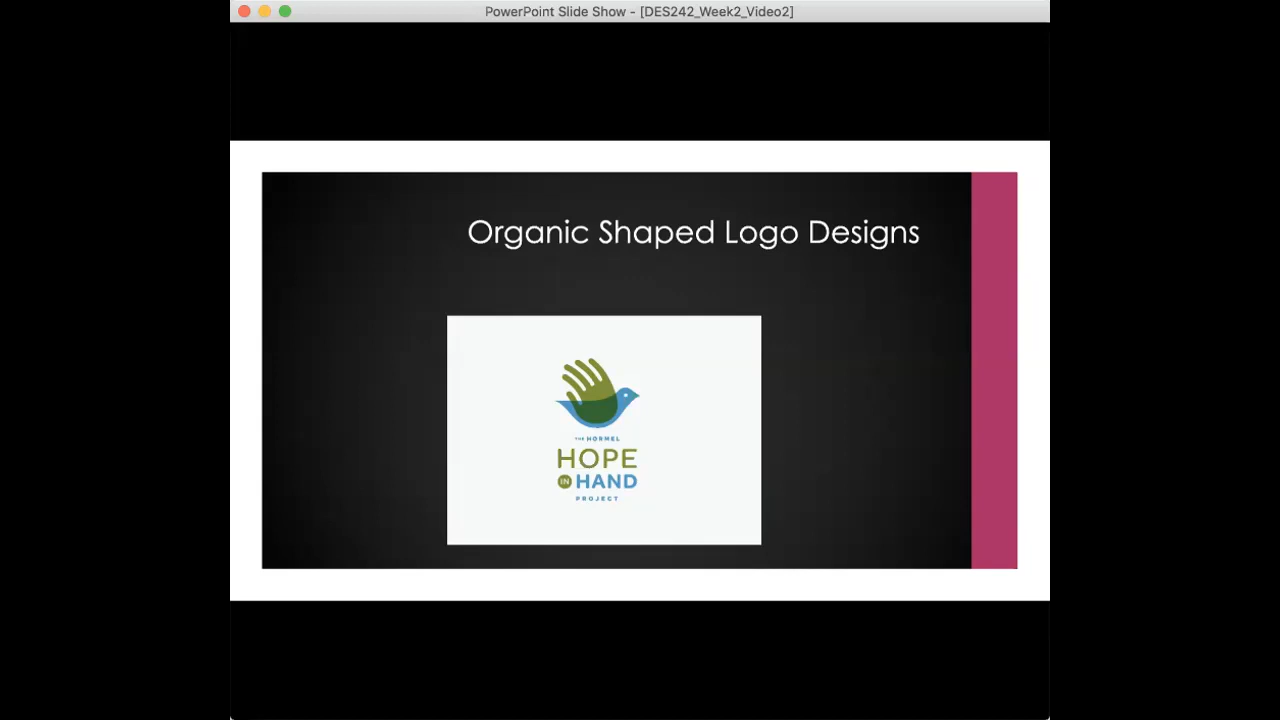 PowerPoint Slide Show - [DES242_Week2_Video2]
Organic Shaped Logo Designs
THE HORMEL
HOPE
IN HAND
PROJECT